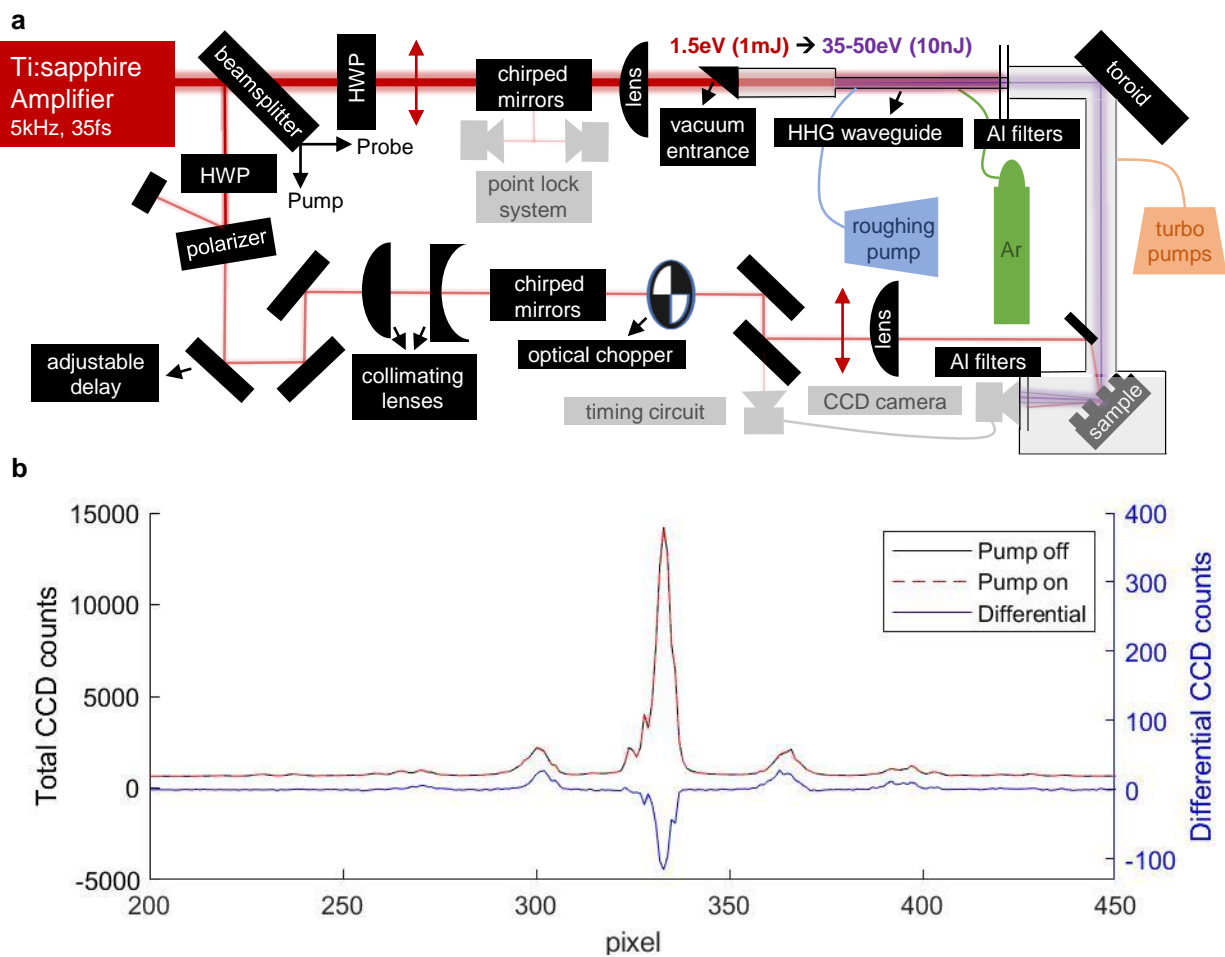 a
Ti:sapphire
Amplifier
5kHz, 35fs
beamsplitter
HWP
chirped
mirrors
lens
1.5eV (1mJ) → 35-50eV (10nJ)
toroid
vacuum
entrance
HHG waveguide
Al filters
Probe
Pump
HWP
polarizer
point lock
system
roughing
pump
Ar
turbo
pumps
adjustable
delay
collimating
lenses
chirped
mirrors
optical chopper
lens
Al filters
timing circuit
CCD camera
sample
b
Total CCD counts
15000
10000
5000
0
-5000
Pump off
Pump on
Differential
400
300
200
100
0
-100
Differential CCD counts
200
250
300
350
400
450
pixel